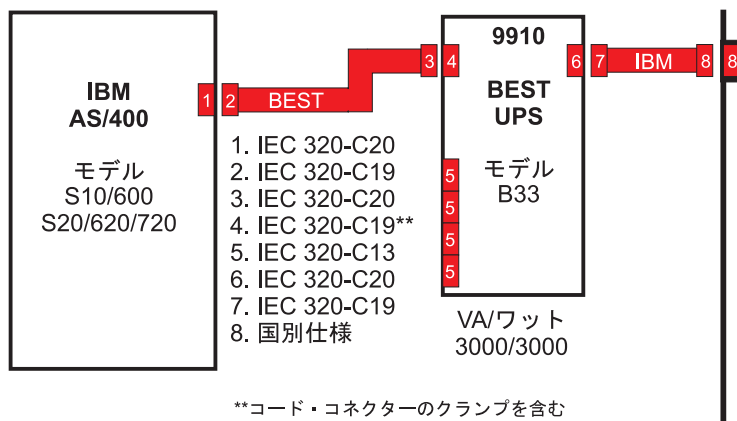 IBM
AS/400
モデル
S10/600
S20/620/720
1
2
BEST
3
4
9910
BEST
UPS
モデル
B33
5
5
5
5
6
7
IBM
8
8
1. IEC 320-C20
2. IEC 320-C19
3. IEC 320-C20
4. IEC 320-C19**
5. IEC 320-C13
6. IEC 320-C20
7. IEC 320-C19
8. 国別仕様
VA/ワット
3000/3000
**コード・コネクターのクランプを含む